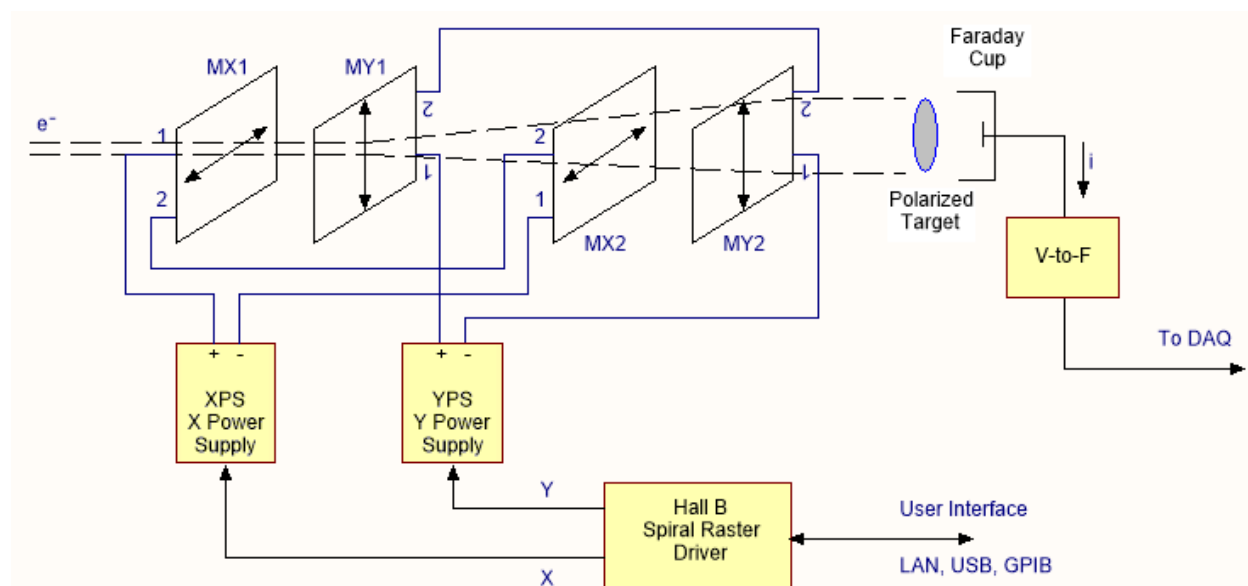 Faraday
Cup
MX1
MY1
2
2
e⁻
1
2
1
2
1
1
1
i
MX2
MY2
Polarized
Target
V-to-F
To DAQ
+ -
+ -
XPS
X Power
Supply
YPS
Y Power
Supply
Y
Hall B
Spiral Raster
Driver
User Interface
LAN, USB, GPIB
X